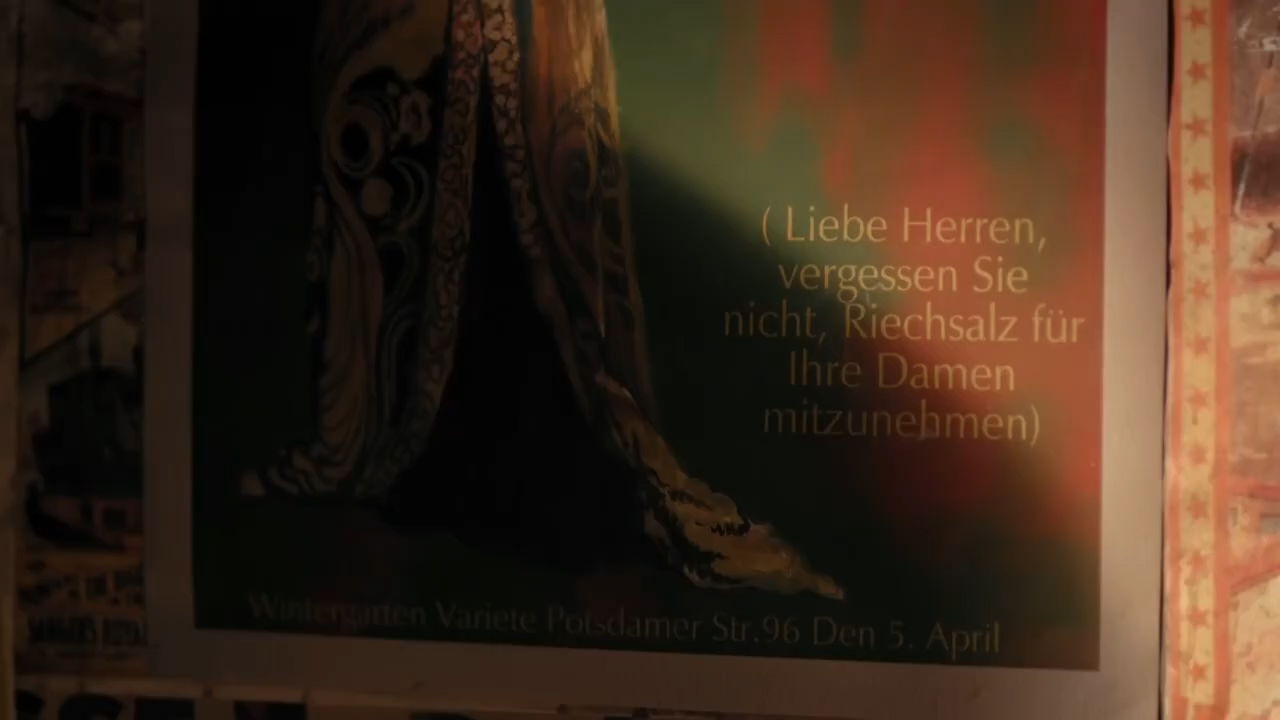 ( Liebe Herren,
vergessen Sie
nicht, Riechsalz für
Ihre Damen
mitzunehmen)
Wintergarten Variete Potsdamer Str.96 Den 5. April